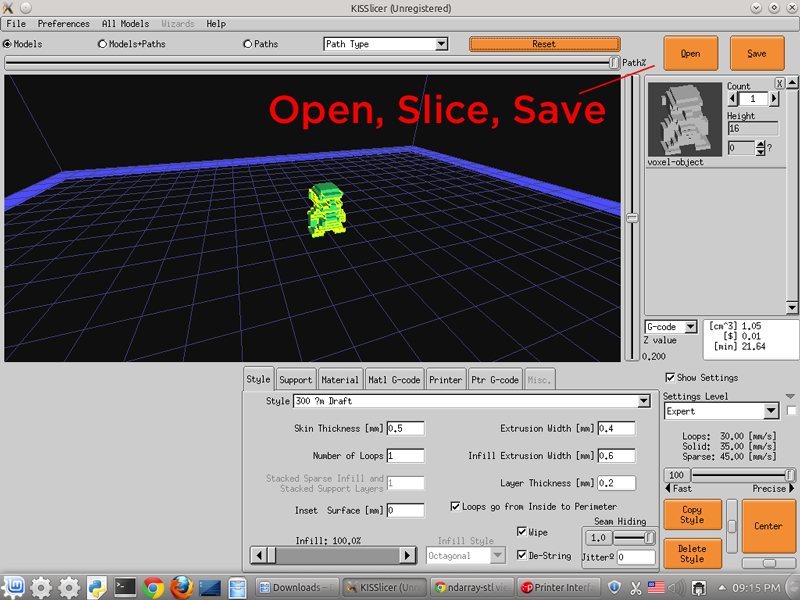 KISSlicer (Unregistered)
File Preferences All Models Wizards Help
Models Models+Paths Paths Path Type Reset Open Save
Path%
Open, Slice, Save
X
Count
1
Height
16
0 ?
voxel-object
G-code
Z value
0.200
[cm^3] 1.05
[$] 0.01
[min] 21.64
Style Support Material Matl G-code Printer Ptr G-code Misc.
Style 300 ?m Draft
Skin Thickness [mm] 0.5 Extrusion Width [mm] 0.4
Number of Loops 1 Infill Extrusion Width [mm] 0.6
Stacked Sparse Infill and
Stacked Support Layers 1
Layer Thickness [mm] 0.2
Inset Surface [mm] 0
Loops go from Inside to Perimeter
Infill: 100.0%
Infill Style
Octagonal
Wipe
De-String
Seam Hiding
1.0
Jitterº 0
Show Settings
Settings Level
Expert
Loops: 30.00 [mm/s]
Solid: 35.00 [mm/s]
Sparse: 45.00 [mm/s]
100
Fast Precise
Copy
Style
Delete
Style
Center
Downloads – KISSlicer (Unregistered) ndarray-stl vi Printer Interf 09:15 PM